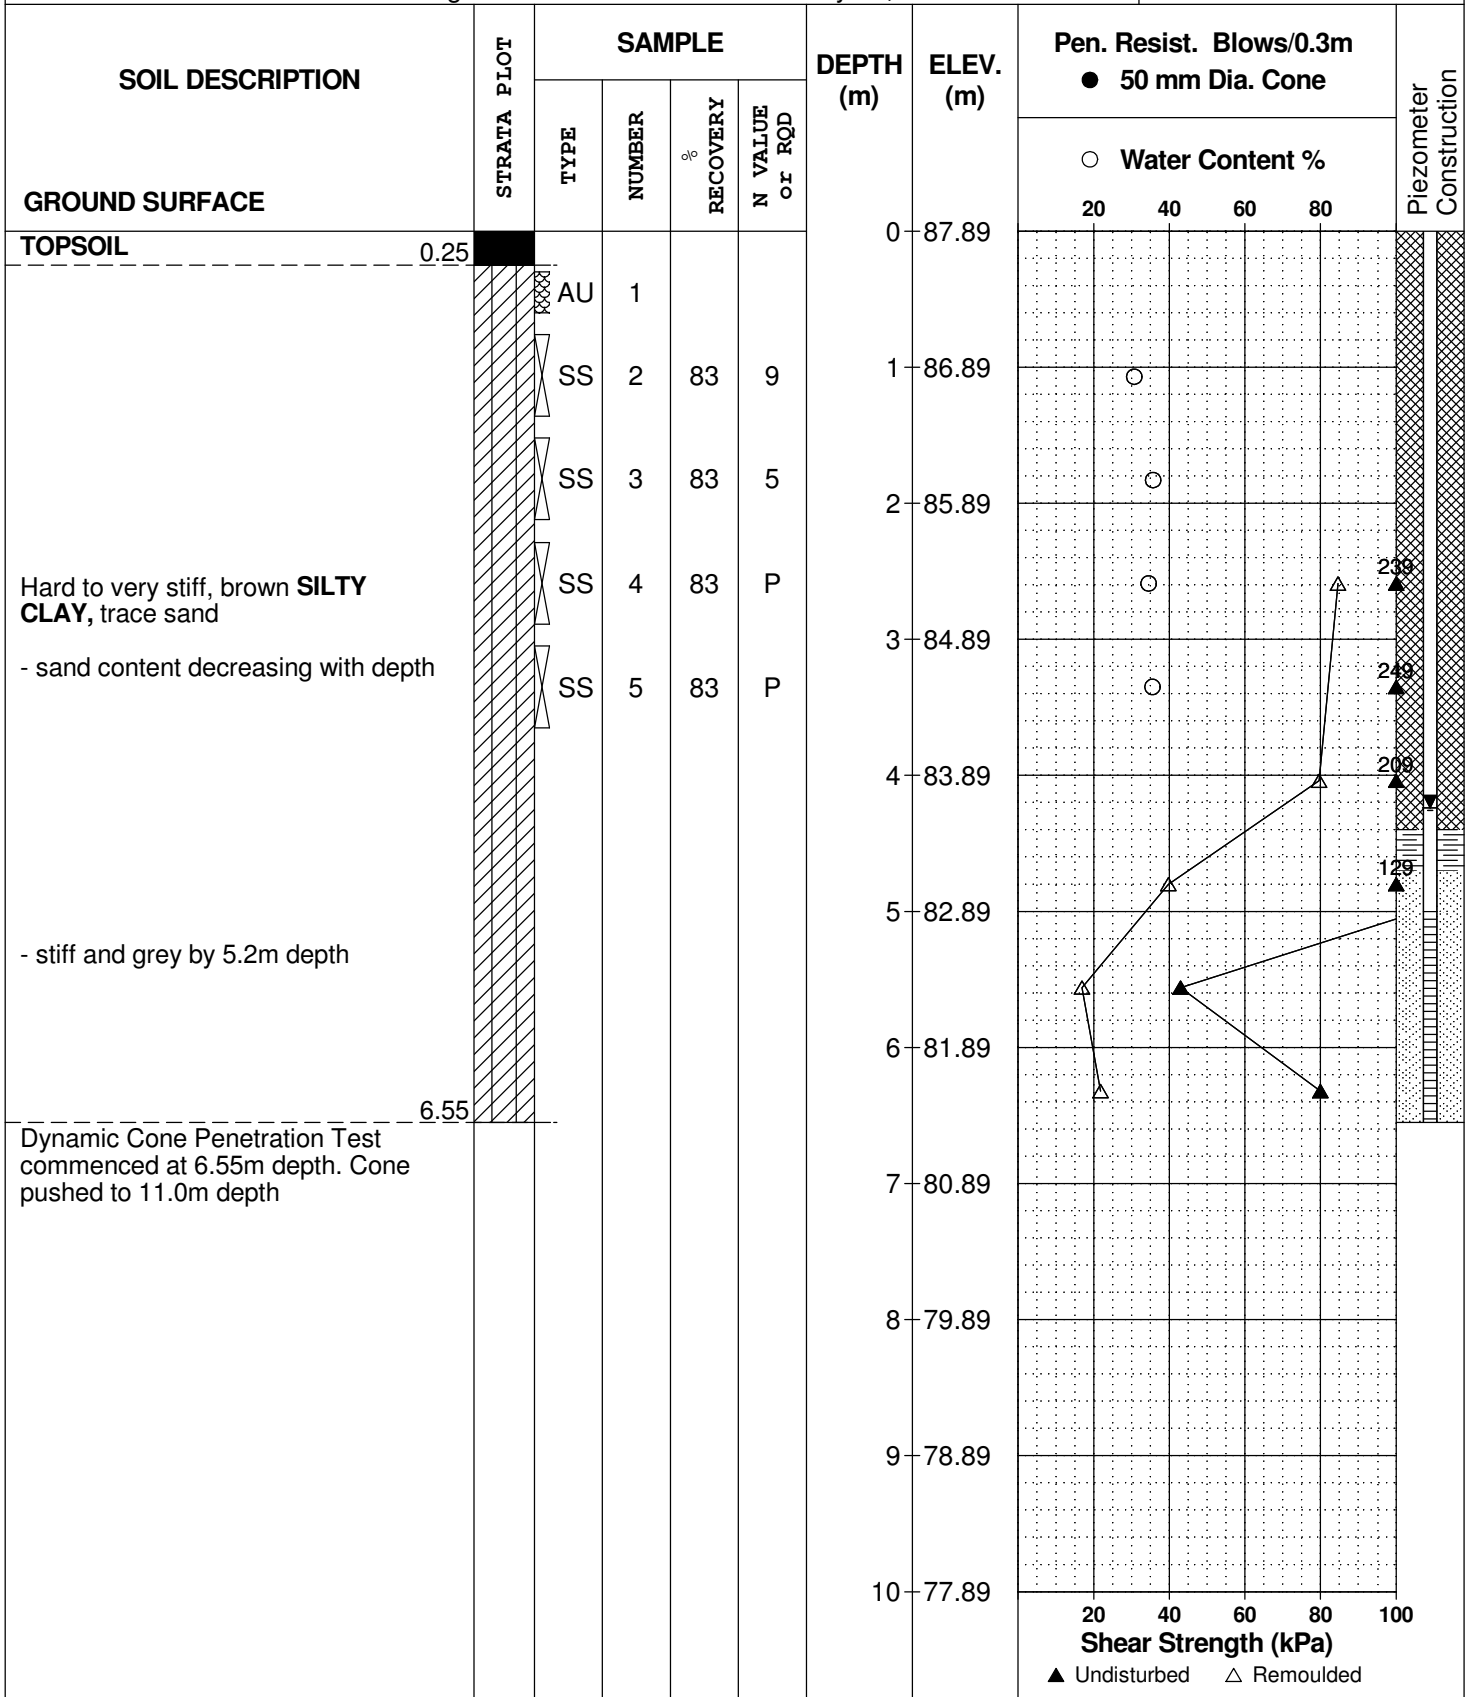 SOIL DESCRIPTION
GROUND SURFACE
STRATA PLOT
SAMPLE
TYPE
NUMBER
% RECOVERY
N VALUE or RQD
DEPTH (m)
ELEV. (m)
Pen. Resist. Blows/0.3m
● 50 mm Dia. Cone
○ Water Content %
20 40 60 80
Piezometer Construction
TOPSOIL 0.25
0 87.89
AU 1
1 86.89
SS 2 83 9
SS 3 83 5
2 85.89
239
Hard to very stiff, brown SILTY
CLAY, trace sand
SS 4 83 P
3 84.89
- sand content decreasing with depth
249
SS 5 83 P
4 83.89
209
129
5 82.89
- stiff and grey by 5.2m depth
6 81.89
6.55
Dynamic Cone Penetration Test
commenced at 6.55m depth. Cone
pushed to 11.0m depth
7 80.89
8 79.89
9 78.89
10 77.89
20 40 60 80 100
Shear Strength (kPa)
▲ Undisturbed △ Remoulded